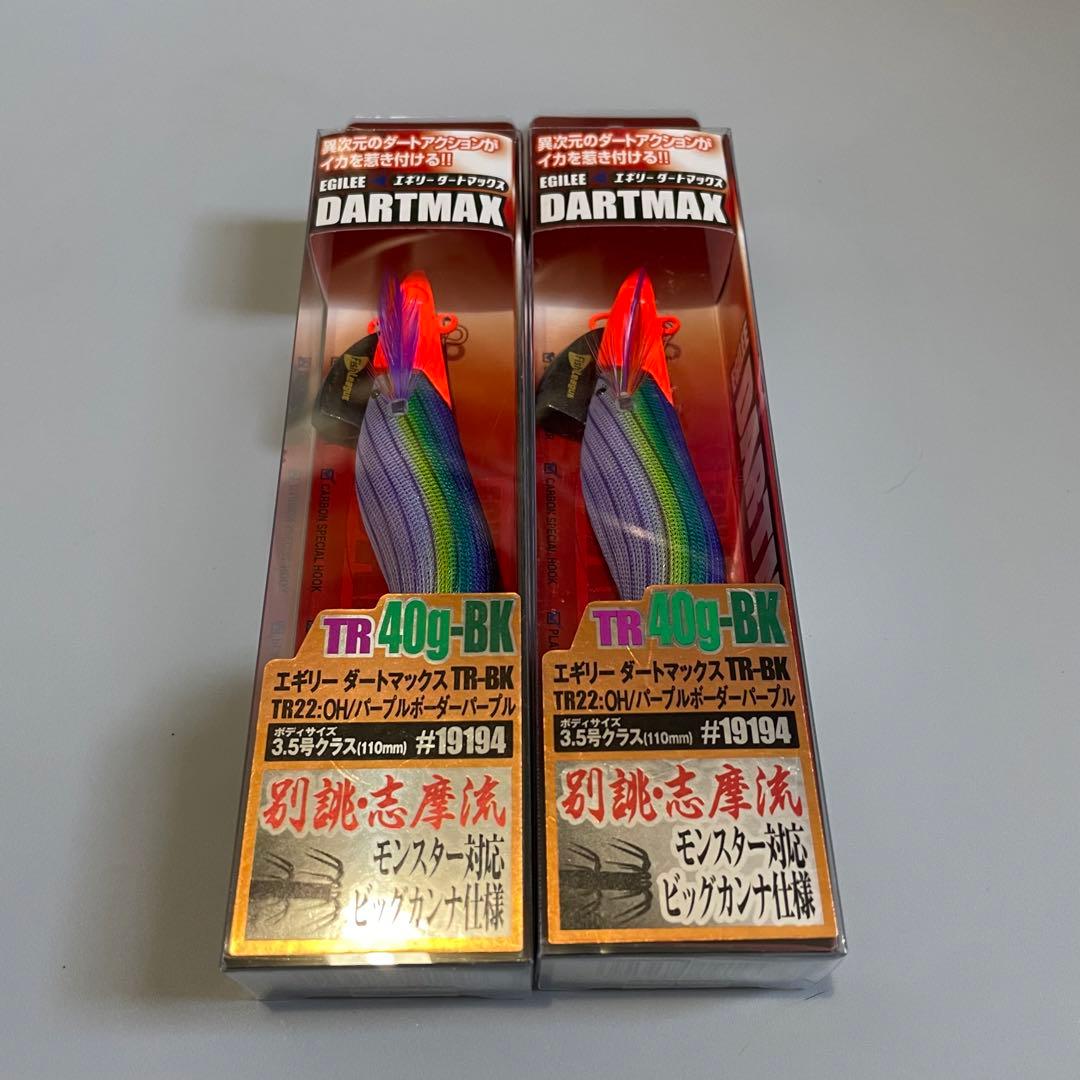 異次元のダートアクションが
イカを惹き付ける!!
EGILEE エギリーダートマックス
DARTMAX
Fish League
CARBON SPECIAL HOOK
TR 40g-BK
エギリー ダートマックス TR-BK
TR22:OH/パープルボーダーパープル
ボディサイズ
3.5号クラス(110mm) #19194
別誂・志摩流
モンスター対応
ビッグカンナ仕様
異次元のダートアクションが
イカを惹き付ける!!
EGILEE エギリーダートマックス
DARTMAX
Fish League
CARBON SPECIAL HOOK
TR 40g-BK
エギリー ダートマックス TR-BK
TR22:OH/パープルボーダーパープル
ボディサイズ
3.5号クラス(110mm) #19194
別誂・志摩流
モンスター対応
ビッグカンナ仕様